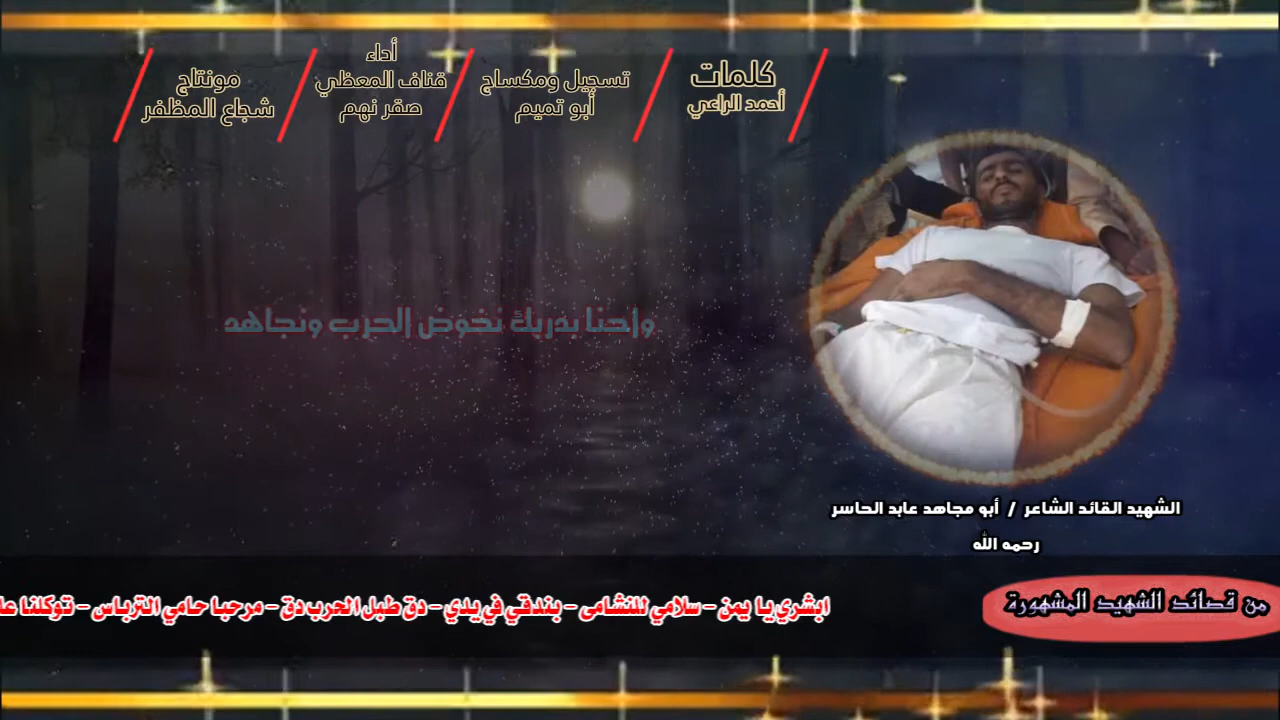 كلمات
أحمد الراعي
تسجيل ومكساج
أبو تميم
أداء
قناف المعظي
صقر نهم
مونتاج
شجاع المظفر
واحنا بدربك نخوض الحرب ونجاهد
الشهيد القائد الشاعر / أبو مجاهد عابد الحاسر
رحمه الله
من قصائد الشهيد المشهورة
ابشري يا يمن - سلامي للنشامى - بندقي في يدي - دق طبل الحرب دق - مرحبا حامي الترباس - توكلنا